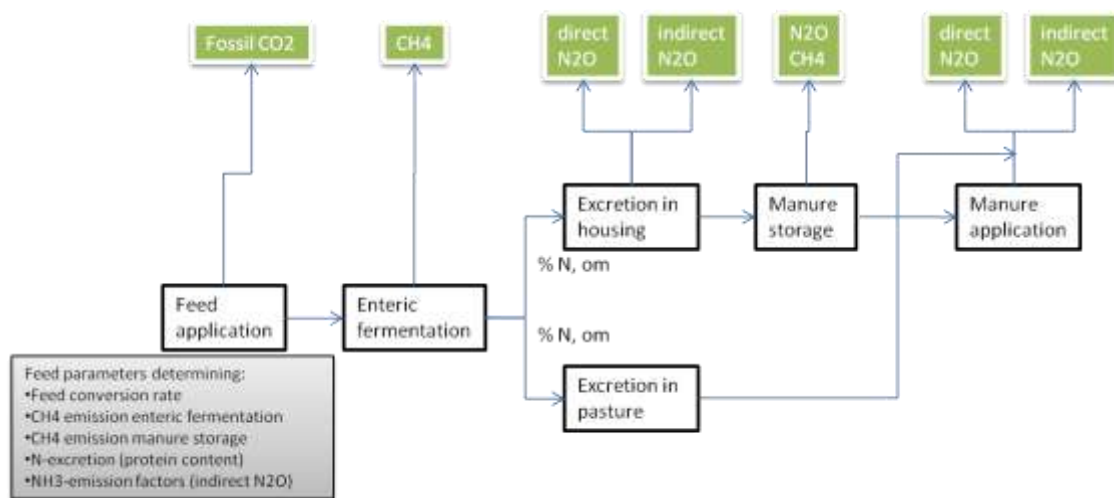 Fossil CO2
CH4
direct
N2O
indirect
N2O
N2O
CH4
direct
N2O
indirect
N2O
Excretion in
housing
Manure
storage
Manure
application
% N, om
Feed
application
Enteric
fermentation
% N, om
Excretion in
pasture
Feed parameters determining:
•Feed conversion rate
•CH4 emission enteric fermentation
•CH4 emission manure storage
•N-excretion (protein content)
•NH3-emission factors (indirect N2O)